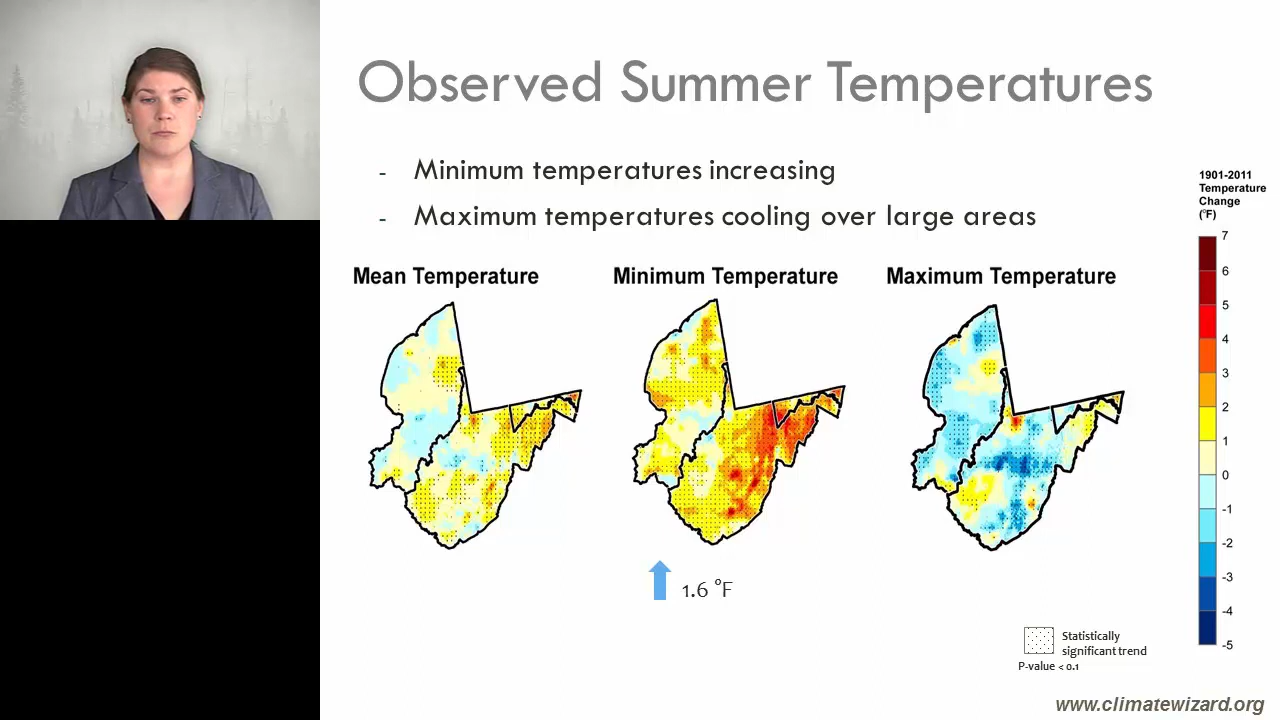 Observed Summer Temperatures
- Minimum temperatures increasing
- Maximum temperatures cooling over large areas
1901-2011
Temperature
Change
(°F)
Mean Temperature
Minimum Temperature
Maximum Temperature
7
6
5
4
3
2
1
0
-1
-2
-3
-4
-5
1.6 °F
Statistically
significant trend
P-value < 0.1
www.climatewizard.org